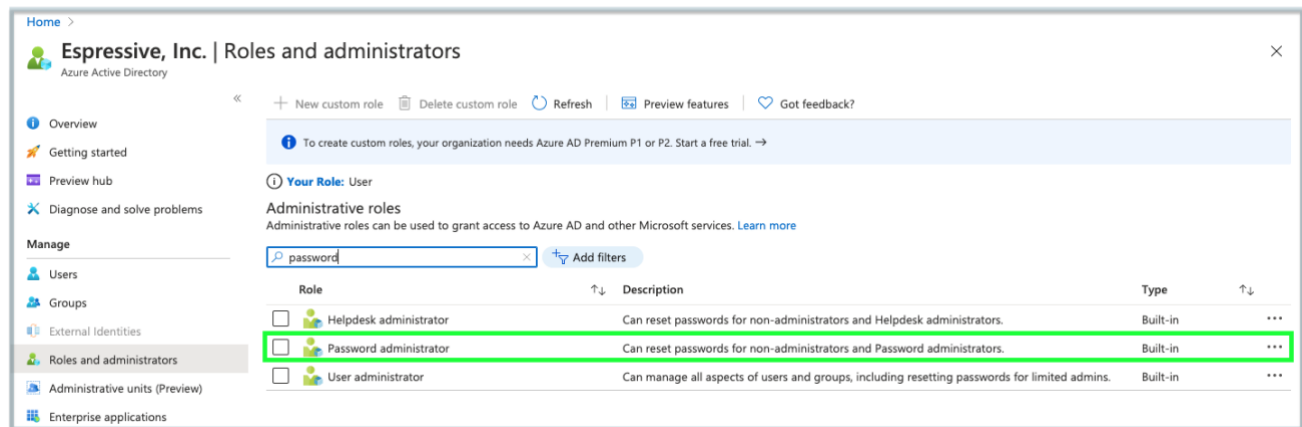 Home >
Espressive, Inc. | Roles and administrators
Azure Active Directory
«
New custom role Delete custom role Refresh Preview features Got feedback?
Overview
Getting started
Preview hub
Diagnose and solve problems
Manage
Users
Groups
External Identities
Roles and administrators
Administrative units (Preview)
Enterprise applications
To create custom roles, your organization needs Azure AD Premium P1 or P2. Start a free trial. →
Your Role: User
Administrative roles
Administrative roles can be used to grant access to Azure AD and other Microsoft services. Learn more
password Add filters
Role ↑↓ Description Type ↑↓
Helpdesk administrator Can reset passwords for non-administrators and Helpdesk administrators. Built-in ...
Password administrator Can reset passwords for non-administrators and Password administrators. Built-in ...
User administrator Can manage all aspects of users and groups, including resetting passwords for limited admins. Built-in ...